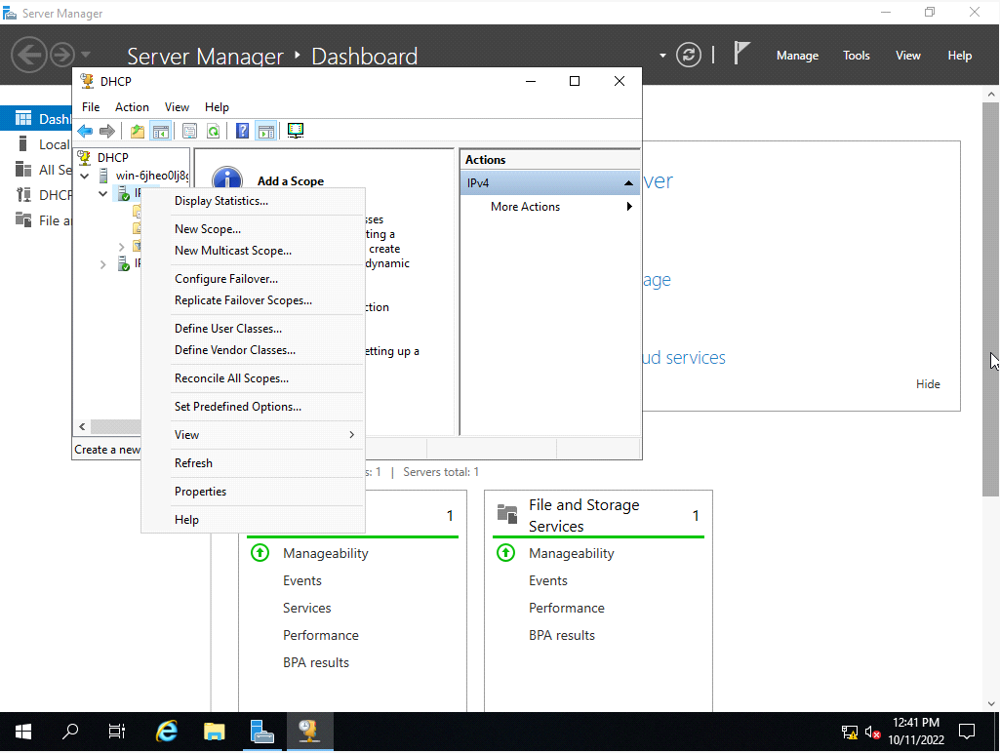 Server Manager
Server Manager
Dashboard
Manage
Tools
View
Help
DHCP
File
Action
View
Help
Dashl
Local
All Se
DHCP
File a
DHCP
win-6jheo0lj8
Add a Scope
sses
ting a
create
dynamic
ction
etting up a
Actions
IPv4
More Actions
ver
age
ud services
Hide
Display Statistics...
New Scope...
New Multicast Scope...
Configure Failover...
Replicate Failover Scopes...
Define User Classes...
Define Vendor Classes...
Reconcile All Scopes...
Set Predefined Options...
View
Refresh
Properties
Help
Create a new
s: 1 | Servers total: 1
1
Manageability
Events
Services
Performance
BPA results
File and Storage
Services
1
Manageability
Events
Performance
BPA results
12:41 PM
10/11/2022